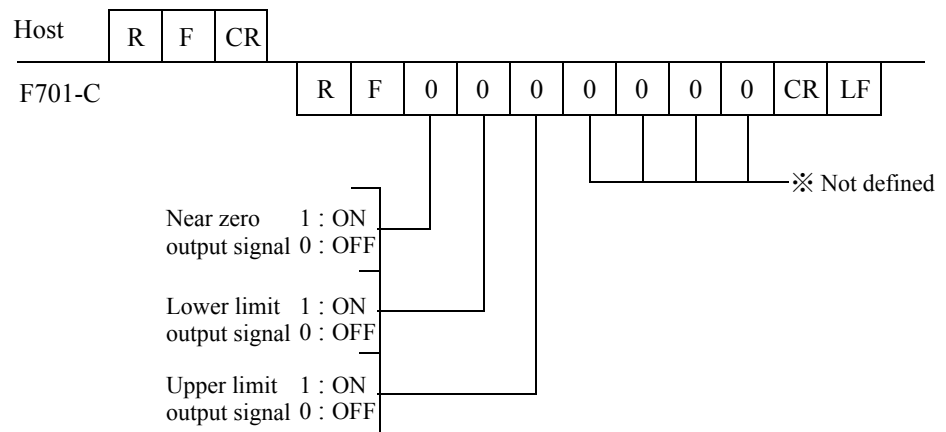 Host R F CR
F701-C R F 0 0 0 0 0 0 0 CR LF
※ Not defined
Near zero 1 : ON
output signal 0 : OFF
Lower limit 1 : ON
output signal 0 : OFF
Upper limit 1 : ON
output signal 0 : OFF